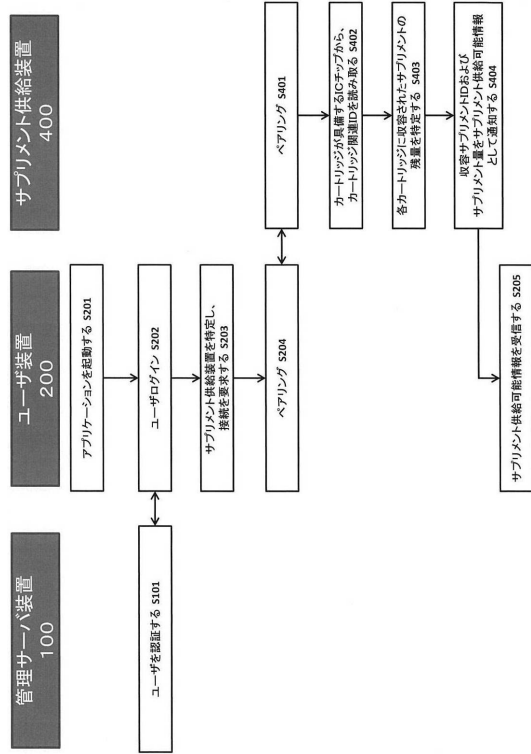 管理サーバ装置
100
ユーザ装置
200
サプリメント供給装置
400
アプリケーションを起動する S201
ユーザを認証する S101
ユーザログイン S202
サプリメント供給装置を特定し、
接続を要求する S203
ペアリング S204
ペアリング S401
カートリッジが具備するICチップから、
カートリッジ関連IDを読み取る S402
各カートリッジに収容されたサプリメントの
残量を特定する S403
収容サプリメントIDおよび
サプリメント量をサプリメント供給可能情報
として通知する S404
サプリメント供給可能情報を受信する S205